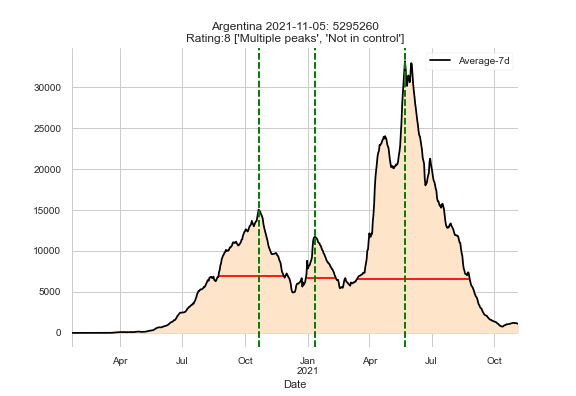 Argentina 2021-11-05: 5295260
Rating:8 ['Multiple peaks', 'Not in control']
Average-7d
30000
25000
20000
15000
10000
5000
0
Apr Jul Oct Jan Apr Jul Oct
2021
Date